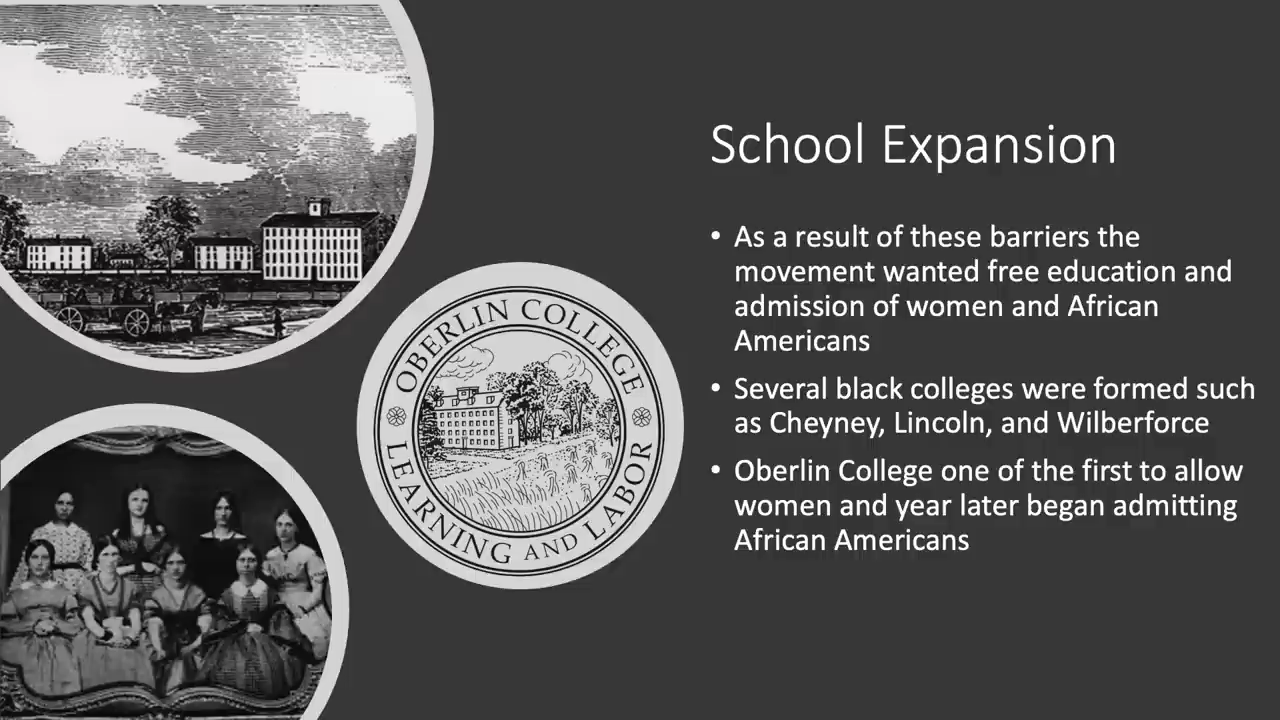 School Expansion
• As a result of these barriers the
movement wanted free education and
admission of women and African
Americans
• Several black colleges were formed such
as Cheyney, Lincoln, and Wilberforce
• Oberlin College one of the first to allow
women and year later began admitting
African Americans
OBERLIN COLLEGE
LEARNING AND LABOR